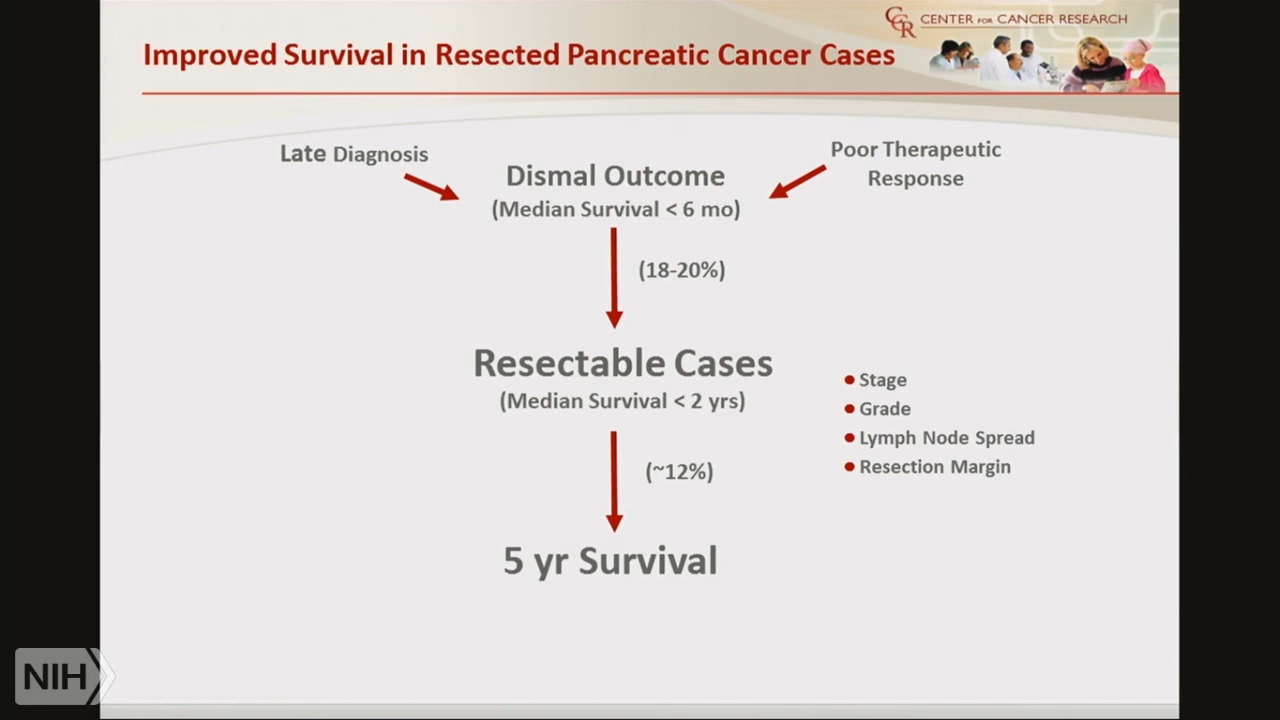 CCR CENTER FOR CANCER RESEARCH
Improved Survival in Resected Pancreatic Cancer Cases
Late Diagnosis
Poor Therapeutic
Response
Dismal Outcome
(Median Survival < 6 mo)
(18-20%)
Resectable Cases
(Median Survival < 2 yrs)
• Stage
• Grade
• Lymph Node Spread
• Resection Margin
(~12%)
5 yr Survival
NIH